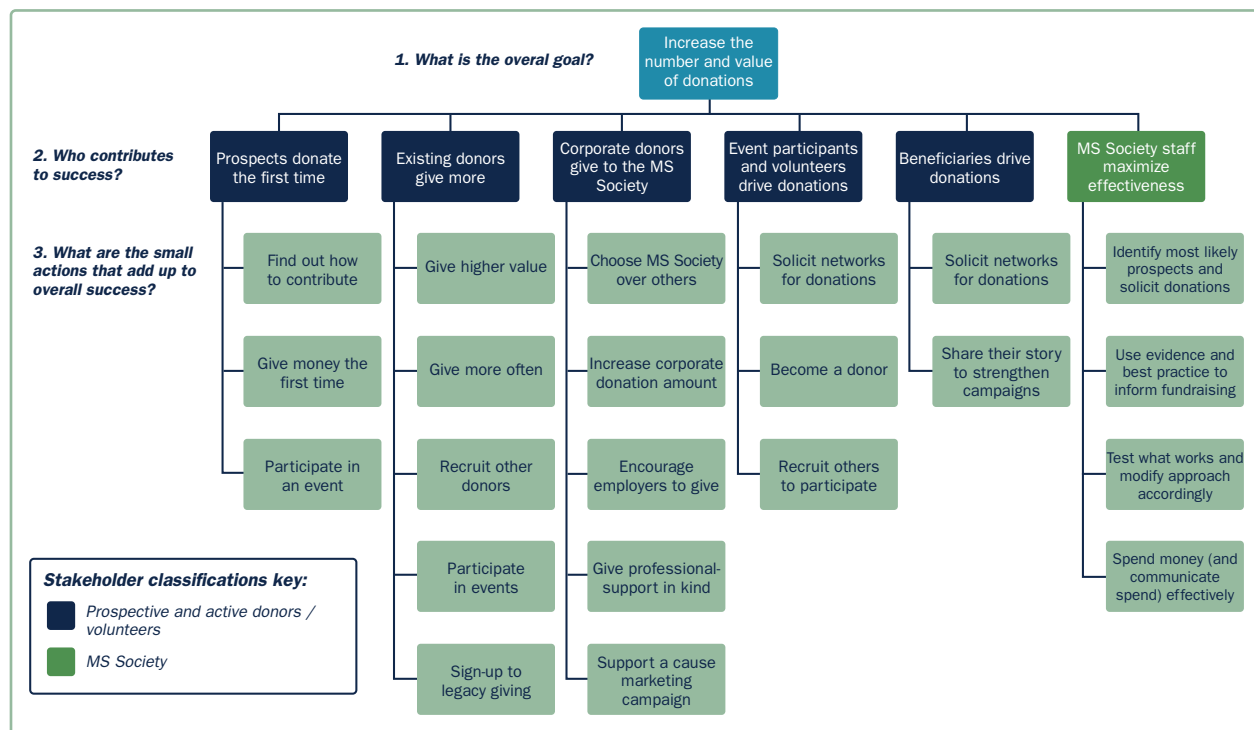 1. What is the overal goal?
Increase the
number and value
of donations
2. Who contributes
to success?
Prospects donate
the first time
Existing donors
give more
Corporate donors
give to the MS
Society
Event participants
and volunteers
drive donations
Beneficiaries drive
donations
MS Society staff
maximize
effectiveness
3. What are the small
actions that add up to
overall success?
Find out how
to contribute
Give money the
first time
Participate in
an event
Give higher value
Give more often
Recruit other
donors
Participate
in events
Sign-up to
legacy giving
Choose MS Society
over others
Increase corporate
donation amount
Encourage
employers to give
Give professional-
support in kind
Support a cause
marketing
campaign
Solicit networks
for donations
Become a donor
Recruit others
to participate
Solicit networks
for donations
Share their story
to strengthen
campaigns
Identify most likely
prospects and
solicit donations
Use evidence and
best practice to
inform fundraising
Test what works and
modify approach
accordingly
Spend money (and
communicate
spend) effectively
Stakeholder classifications key:
Prospective and active donors /
volunteers
MS Society